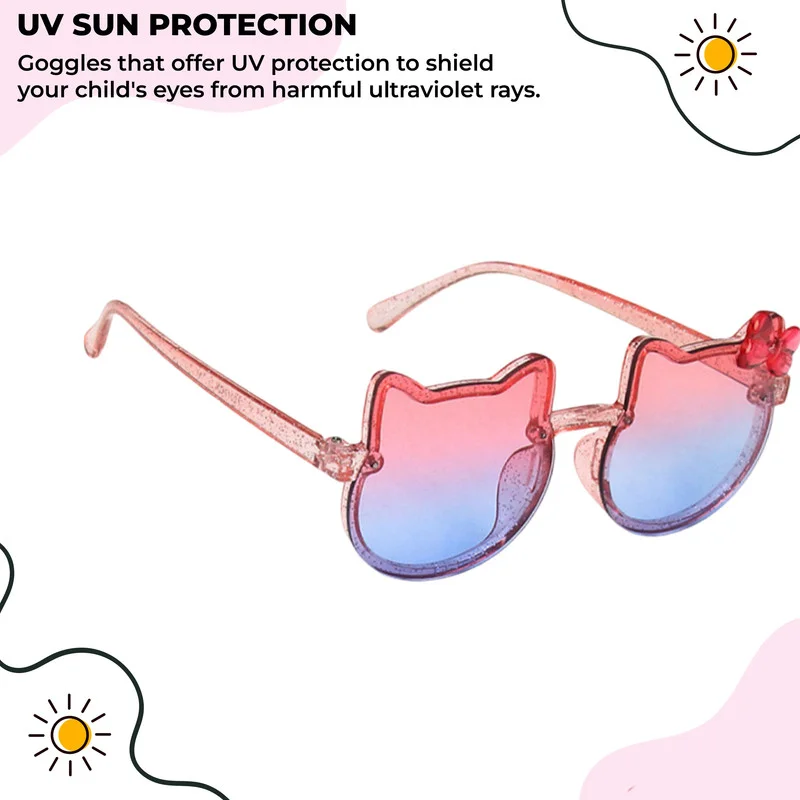 UV SUN PROTECTION
Goggles that offer UV protection to shield
your child's eyes from harmful ultraviolet rays.